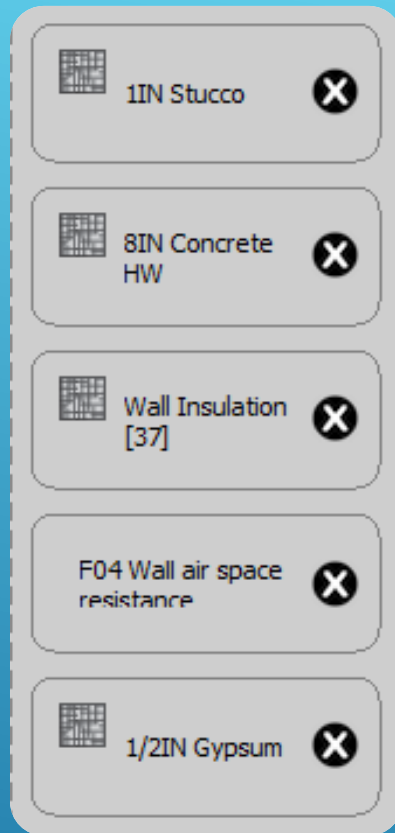 1IN Stucco
8IN Concrete
HW
Wall Insulation
[37]
F04 Wall air space
resistance
1/2IN Gypsum